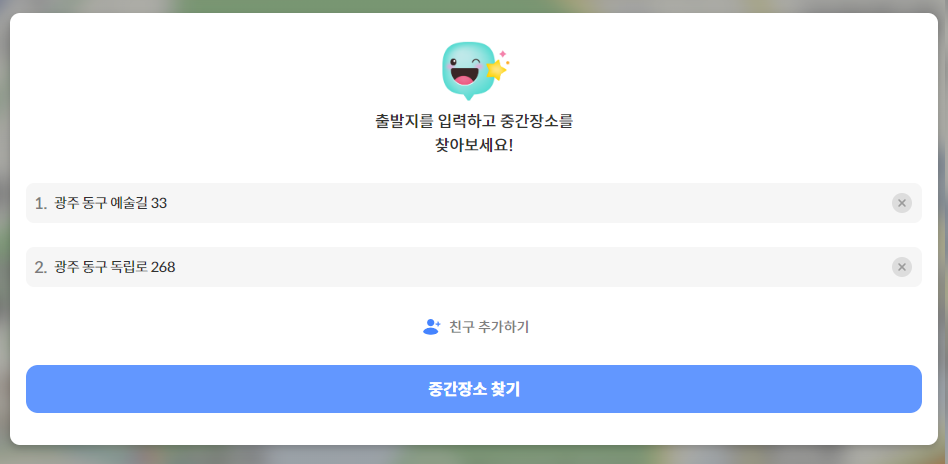 출발지를 입력하고 중간장소를
찾아보세요!
1. 광주 동구 예술길 33
2. 광주 동구 독립로 268
친구 추가하기
중간장소 찾기